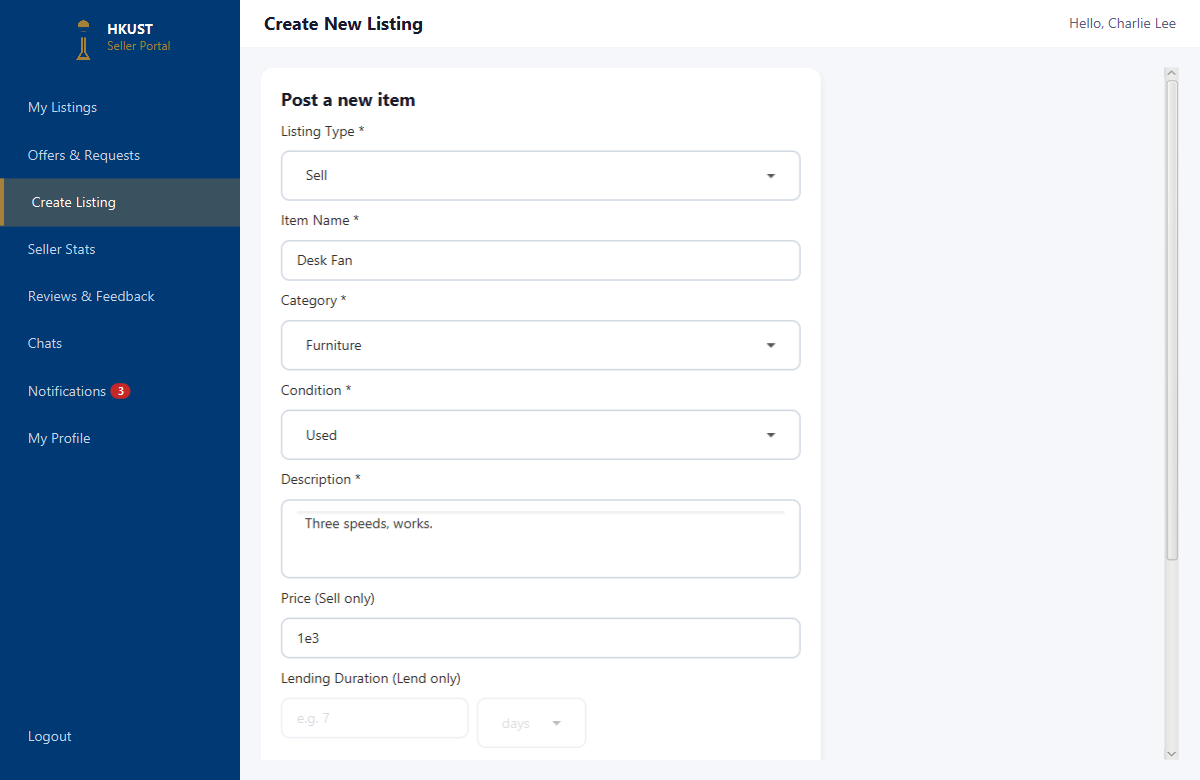 HKUST
Seller Portal
My Listings
Offers & Requests
Create Listing
Seller Stats
Reviews & Feedback
Chats
Notifications 3
My Profile
Logout
Create New Listing
Hello, Charlie Lee
Post a new item
Listing Type *
Sell
Item Name *
Desk Fan
Category *
Furniture
Condition *
Used
Description *
Three speeds, works.
Price (Sell only)
1e3
Lending Duration (Lend only)
e.g. 7
days